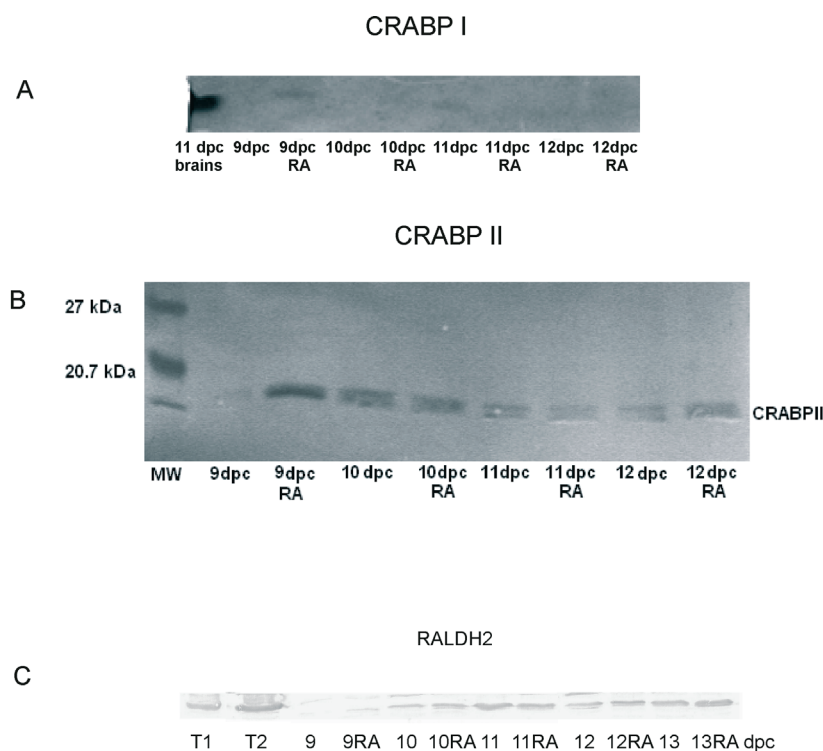 CRABP I
A
11 dpc 9dpc 9dpc 10dpc 10dpc 11dpc 11dpc 12dpc 12dpc
brains RA RA RA RA
CRABP II
B
27 kDa
20.7 kDa
CRABPII
MW 9dpc 9dpc 10 dpc 10dpc 11dpc 11dpc 12 dpc 12dpc
RA RA RA RA
RALDH2
C
T1 T2 9 9RA 10 10RA 11 11RA 12 12RA 13 13RA dpc